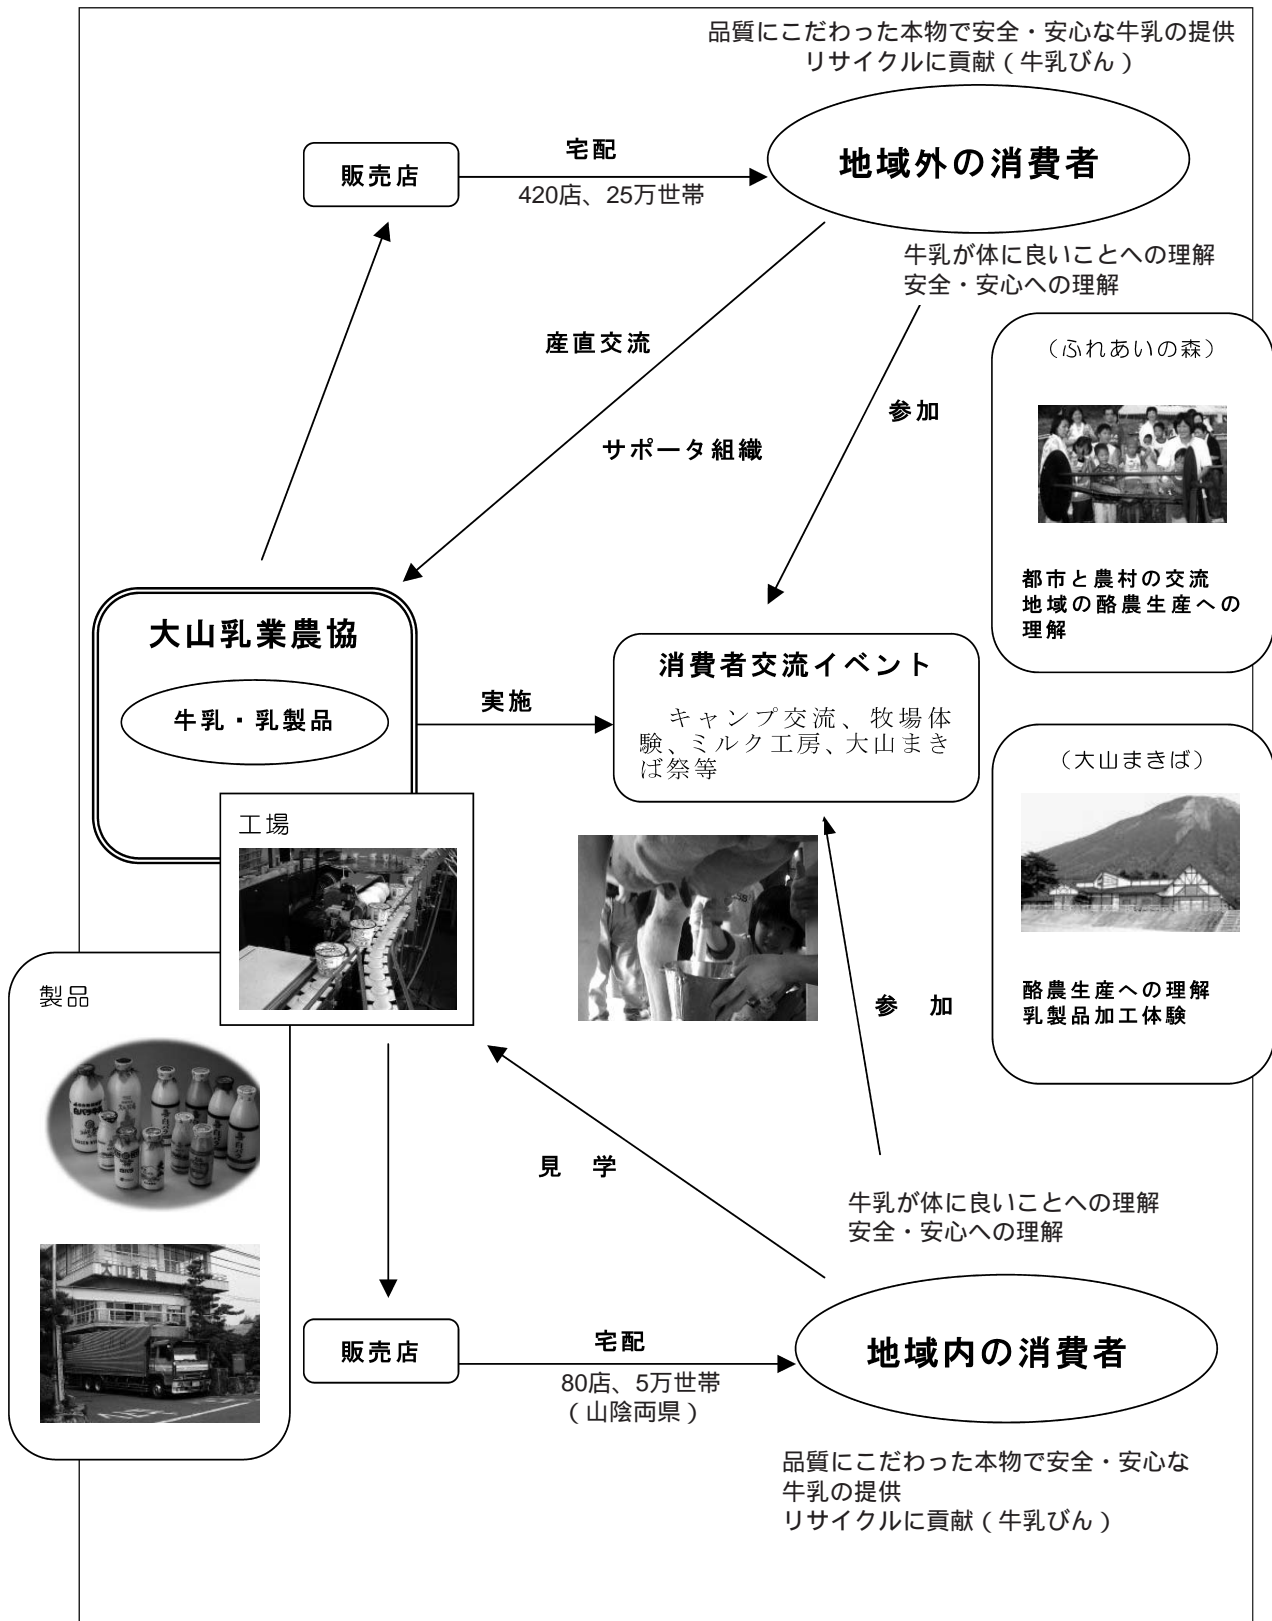 品質にこだわった本物で安全・安心な牛乳の提供
リサイクルに貢献(牛乳びん)
地域外の消費者
宅配
販売店
420店、25万世帯
牛乳が体に良いことへの理解
安全・安心への理解
産直交流
(ふれあいの森)
参加
サポータ組織
都市と農村の交流
地域の酪農生産への
理解
大山乳業農協
牛乳・乳製品
実施
消費者交流イベント
キャンプ交流、牧場体
験、ミルク工房、大山まき
ば祭等
(大山まきば)
工場
酪農生産への理解
乳製品加工体験
製品
参 加
見 学
大山乳業
牛乳が体に良いことへの理解
安全・安心への理解
販売店
宅配
80店、5万世帯
(山陰両県)
地域内の消費者
品質にこだわった本物で安全・安心な
牛乳の提供
リサイクルに貢献(牛乳びん)